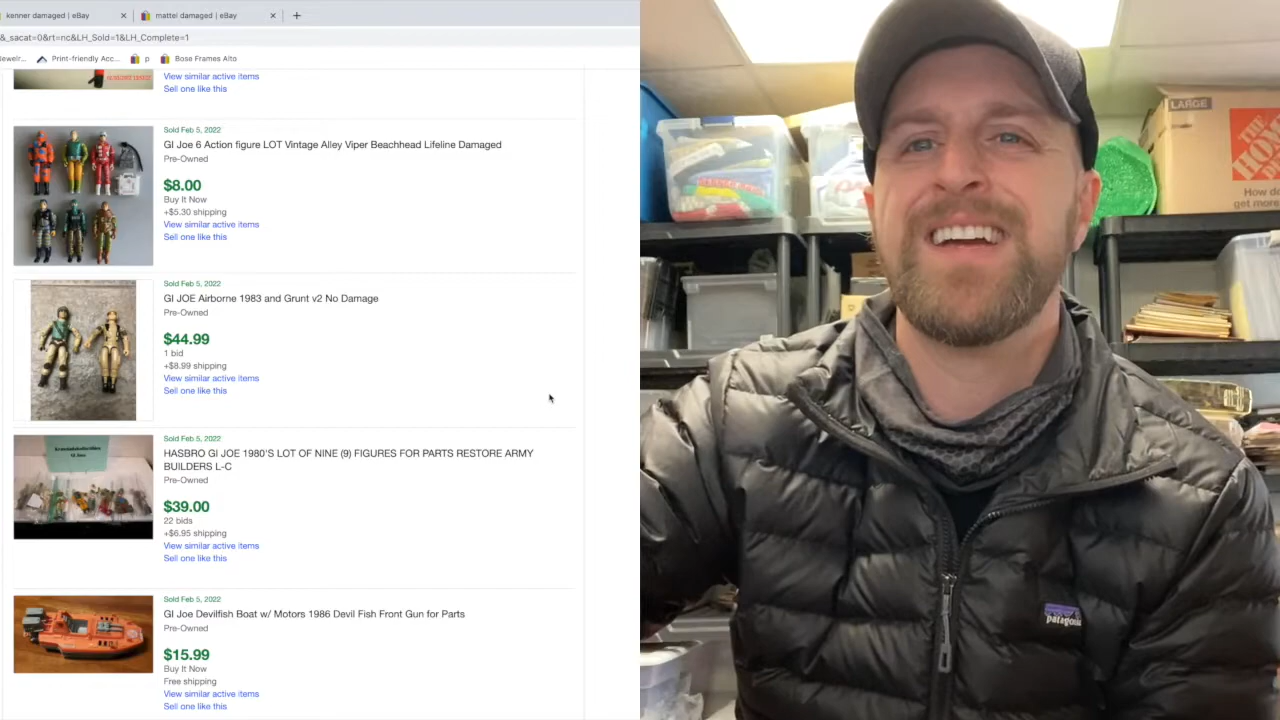 kenner damaged | eBay
mattel damaged | eBay
&_sacat=0&rt=nc&LH_Sold=1&LH_Complete=1
Print-friendly Acc...
p
Bose Frames Alto
View similar active items
Sell one like this
Sold Feb 5, 2022
GI Joe 6 Action figure LOT Vintage Alley Viper Beachhead Lifeline Damaged
Pre-Owned
$8.00
Buy It Now
+$5.30 shipping
View similar active items
Sell one like this
Sold Feb 5, 2022
GI JOE Airborne 1983 and Grunt v2 No Damage
Pre-Owned
$44.99
1 bid
+$8.99 shipping
View similar active items
Sell one like this
Sold Feb 5, 2022
HASBRO GI JOE 1980'S LOT OF NINE (9) FIGURES FOR PARTS RESTORE ARMY
BUILDERS L-C
Pre-Owned
$39.00
22 bids
+$6.95 shipping
View similar active items
Sell one like this
Sold Feb 5, 2022
GI Joe Devilfish Boat w/ Motors 1986 Devil Fish Front Gun for Parts
Pre-Owned
$15.99
Buy It Now
Free shipping
View similar active items
Sell one like this
LARGE
THE
HO
How do
get more
patagonia